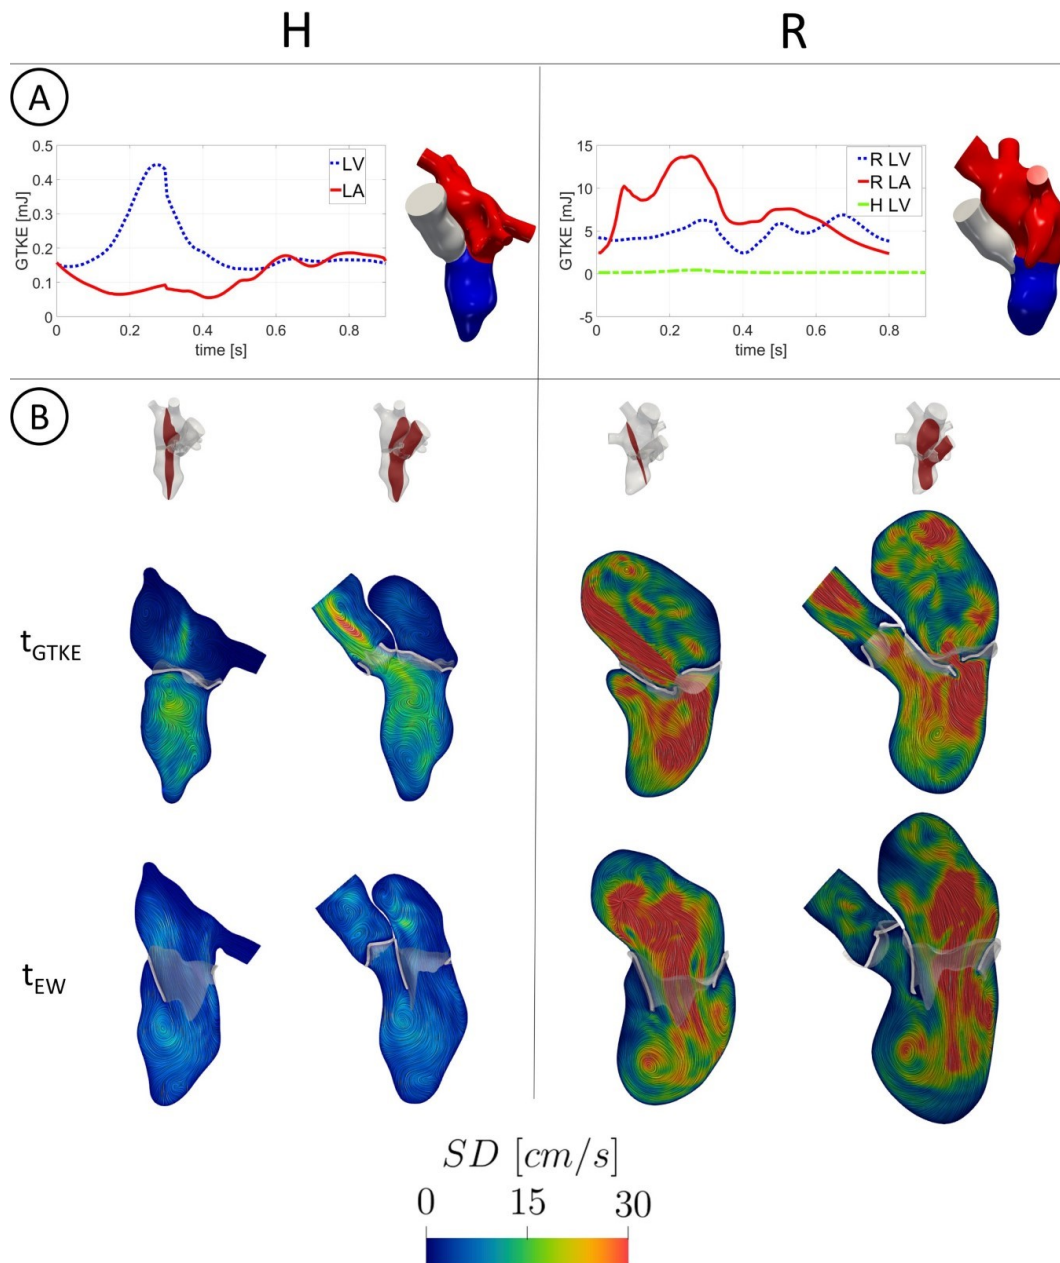 H
R
A
GTKE [mJ]
0.5
0.4
0.3
0.2
0.1
0
LV
LA
0
0.2
0.4
0.6
0.8
time [s]
GTKE [mJ]
15
10
5
0
-5
R LV
R LA
H LV
0
0.2
0.4
0.6
0.8
time [s]
B
tGTKE
tEW
SD [cm/s]
0 15 30